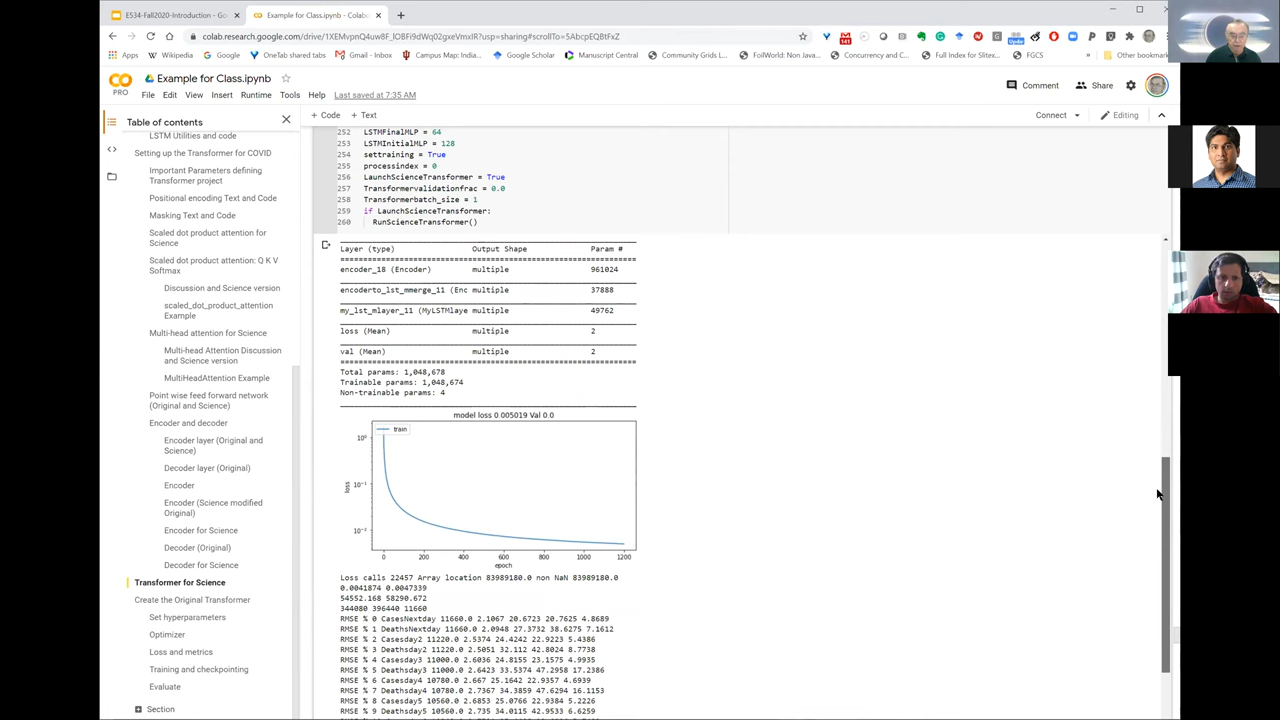 E534-Fall2020-Introduction - Go
Example for Class.ipynb - Colab
colab.research.google.com/drive/1XEMvpnQ4uw8F_lOBFi9dWq02gxeVmxIR?usp=sharing#scrollTo=5AbcpEQBtFxZ
Apps
Wikipedia
Google
OneTab shared tabs
Gmail - Inbox
Campus Map: India...
Google Scholar
Manuscript Central
Community Grids
FoilWorld: Non Java...
Concurrency and C...
Full Index for Slitex...
FGCS
»
Other bookmark
CO
PRO
Example for Class.ipynb
Comment
Share
File Edit View Insert Runtime Tools Help Last saved at 7:35 AM
+ Code + Text
Connect
Editing
Table of contents
LSTM Utilities and code
Setting up the Transformer for COVID
Important Parameters defining
Transformer project
Positional encoding Text and Code
Masking Text and Code
Scaled dot product attention for
Science
Scaled dot product attention: Q K V
Softmax
Discussion and Science version
scaled_dot_product_attention
Example
Multi-head attention for Science
Multi-head Attention Discussion
and Science version
MultiHeadAttention Example
Point wise feed forward network
(Original and Science)
Encoder and decoder
Encoder layer (Original and
Science)
Decoder layer (Original)
Encoder
Encoder (Science modified
Original)
Encoder for Science
Decoder (Original)
Decoder for Science
Transformer for Science
Create the Original Transformer
Set hyperparameters
Optimizer
Loss and metrics
Training and checkpointing
Evaluate
Section
252 LSTMFinalMLP = 64
253 LSTMInitialMLP = 128
254 settraining = True
255 processindex = 0
256 LaunchScienceTransformer = True
257 Transformervalidationfrac = 0.0
258 Transformerbatch_size = 1
259 if LaunchScienceTransformer:
260 RunScienceTransformer()
Layer (type) Output Shape Param #
encoder_18 (Encoder) multiple 961024
encoderto_lst_mmerge_11 (Enc multiple 37888
my_lst_mlayer_11 (MyLSTMlaye multiple 49762
loss (Mean) multiple 2
val (Mean) multiple 2
Total params: 1,048,678
Trainable params: 1,048,674
Non-trainable params: 4
model loss 0.005019 Val 0.0
train
10⁰
10⁻¹
10⁻²
loss
0 200 400 600 800 1000 1200
epoch
Loss calls 22457 Array location 83989180.0 non NaN 83989180.0
0.0041874 0.0047339
54552.168 58290.672
344080 396440 11660
RMSE % 0 CasesNextday 11660.0 2.1067 20.6723 20.7625 4.8689
RMSE % 1 DeathsNextday 11660.0 2.0948 27.3732 38.6275 7.1612
RMSE % 2 Casesday2 11220.0 2.5374 24.4242 22.9223 5.4386
RMSE % 3 Deathsday2 11220.0 2.5051 32.112 42.8024 8.7738
RMSE % 4 Casesday3 11000.0 2.6036 24.8155 23.1575 4.9935
RMSE % 5 Deathsday3 11000.0 2.6423 33.5374 47.2958 17.2386
RMSE % 6 Casesday4 10780.0 2.667 25.1642 22.9357 4.6939
RMSE % 7 Deathsday4 10780.0 2.7367 34.3859 47.6294 16.1153
RMSE % 8 Casesday5 10560.0 2.6853 25.0766 22.9384 5.2226
RMSE % 9 Deathsday5 10560.0 2.735 34.0115 42.9533 6.6259